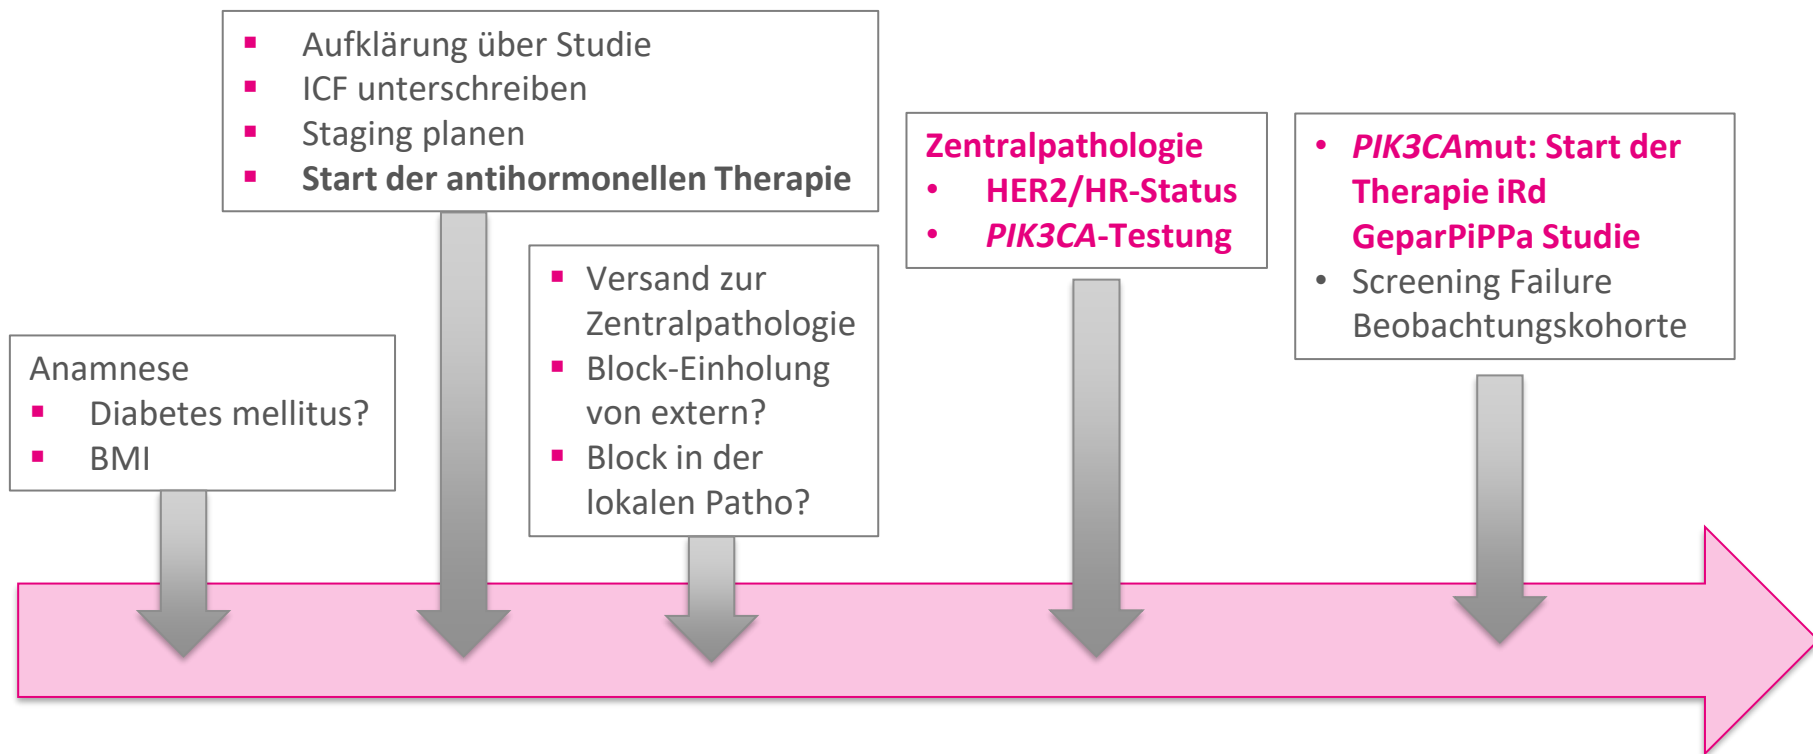 Anamnese
▪ Diabetes mellitus?
▪ BMI
▪ Aufklärung über Studie
▪ ICF unterschreiben
▪ Staging planen
▪ Start der antihormonellen Therapie
▪ Versand zur
Zentralpathologie
▪ Block-Einholung
von extern?
▪ Block in der
lokalen Patho?
Zentralpathologie
• HER2/HR-Status
• PIK3CA-Testung
• PIK3CAmut: Start der
Therapie iRd
GeparPiPPa Studie
• Screening Failure
Beobachtungskohorte